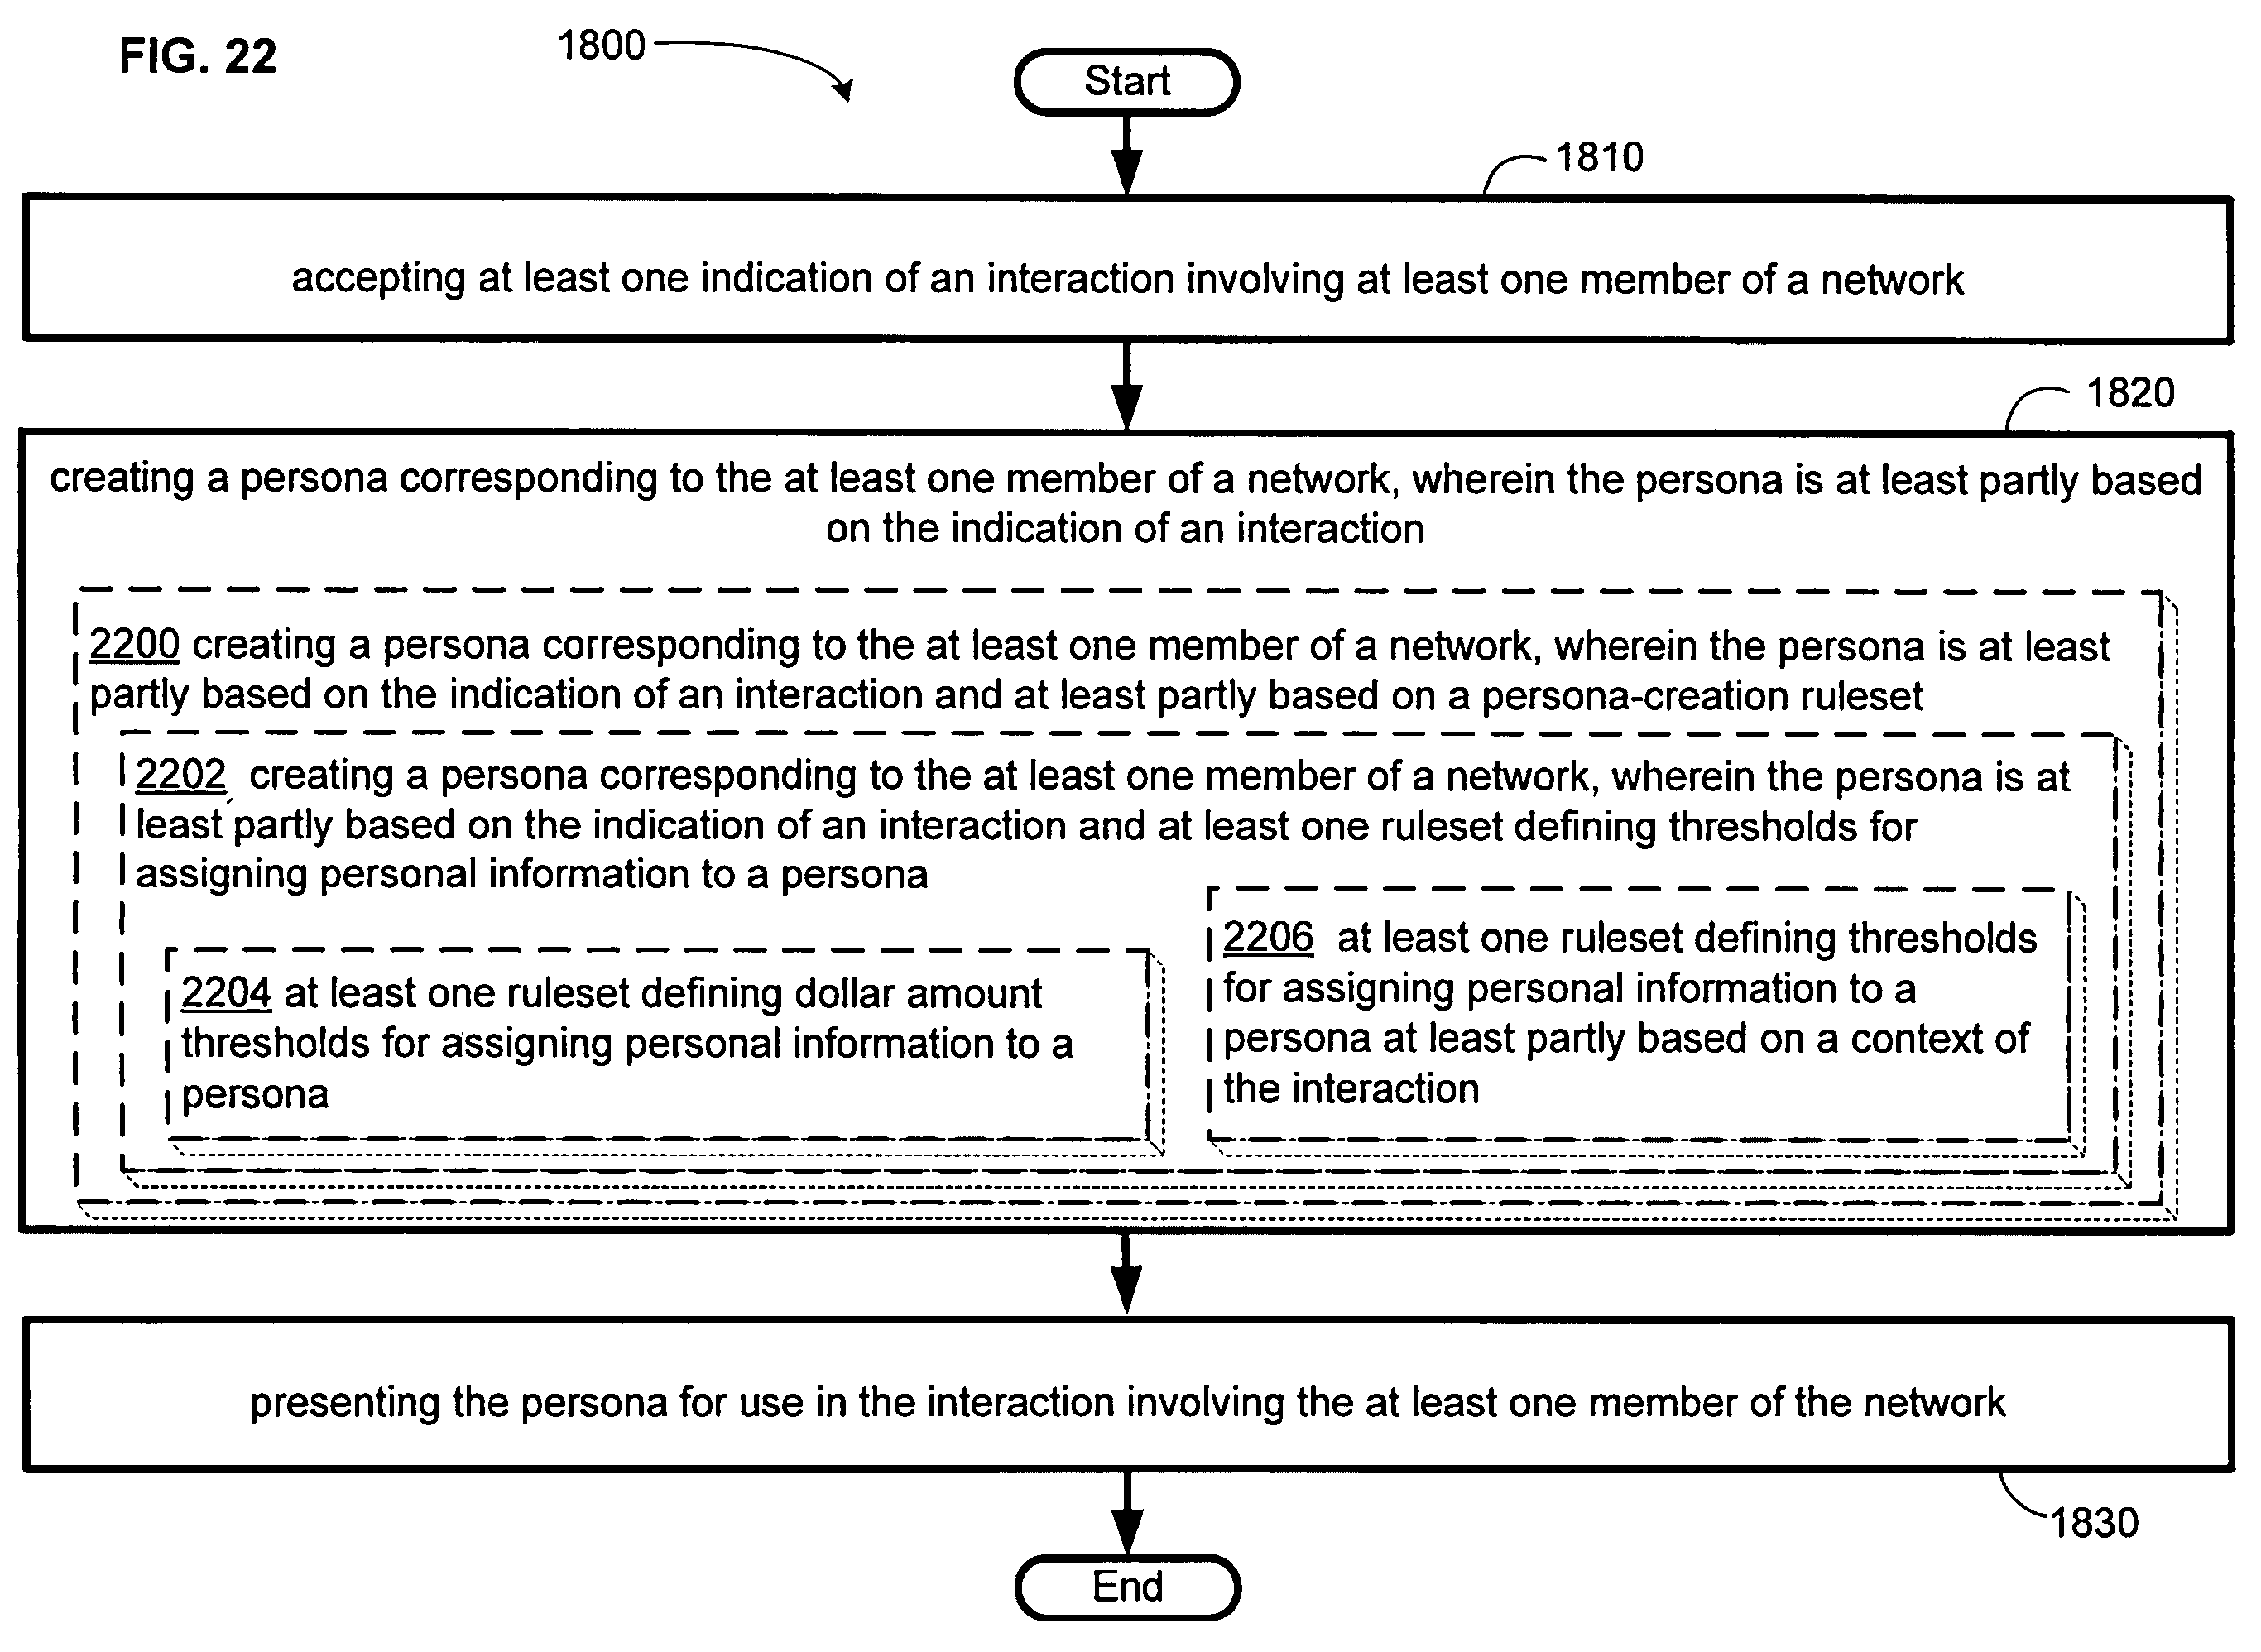 FIG. 22
1800
Start
1810
accepting at least one indication of an interaction involving at least one member of a network
1820
creating a persona corresponding to the at least one member of a network, wherein the persona is at least partly based
on the indication of an interaction
2200 creating a persona corresponding to the at least one member of a network, wherein the persona is at least
partly based on the indication of an interaction and at least partly based on a persona-creation ruleset
2202 creating a persona corresponding to the at least one member of a network, wherein the persona is at
least partly based on the indication of an interaction and at least one ruleset defining thresholds for
assigning personal information to a persona
2204 at least one ruleset defining dollar amount
thresholds for assigning personal information to a
persona
2206 at least one ruleset defining thresholds
for assigning personal information to a
persona at least partly based on a context of
the interaction
presenting the persona for use in the interaction involving the at least one member of the network
1830
End